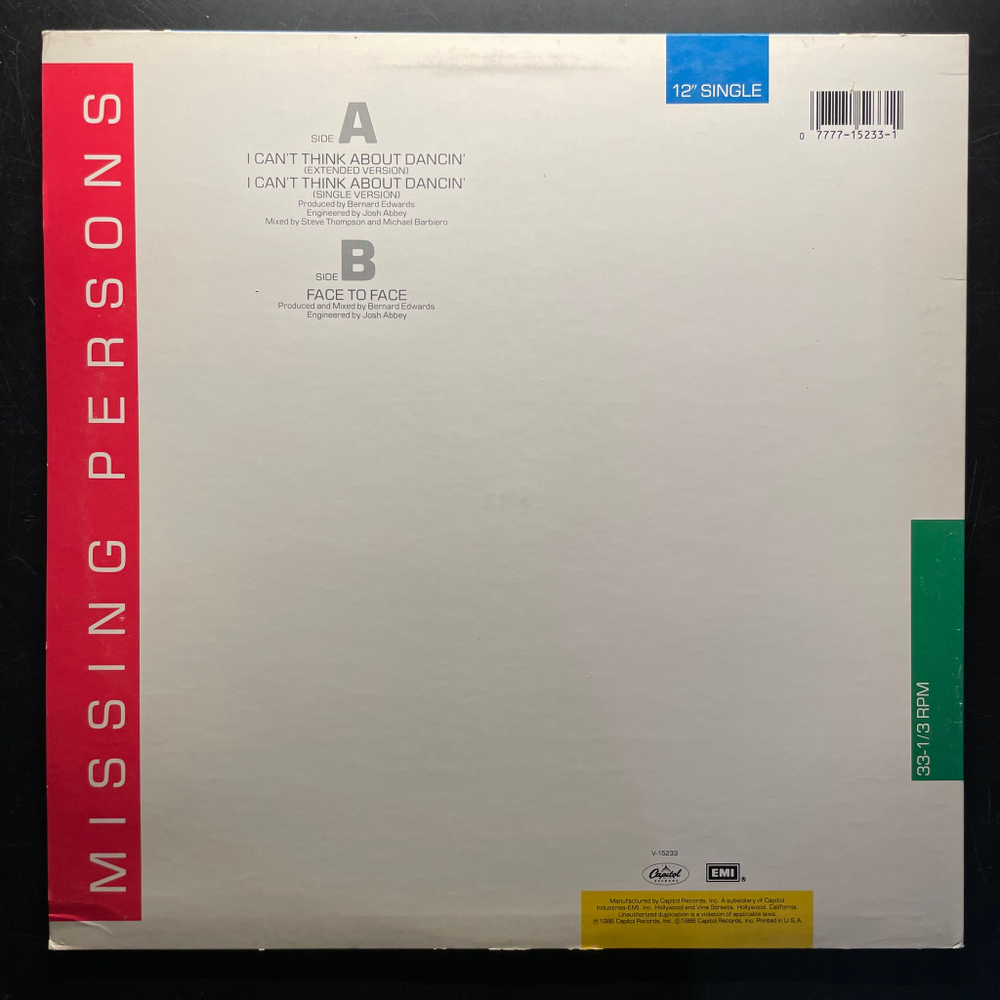 MISSING PERSONS
12" SINGLE
0 7777-15233-1
SIDE A
I CAN'T THINK ABOUT DANCIN'
(EXTENDED VERSION)
I CAN'T THINK ABOUT DANCIN'
(SINGLE VERSION)
Produced by Bernard Edwards
Engineered by Josh Abbey
Mixed by Steve Thompson and Michael Barbiero
SIDE B
FACE TO FACE
Produced and Mixed by Bernard Edwards
Engineered by Josh Abbey
33-1/3 RPM
V-15233
Capitol RECORDS EMI ®
Manufactured by Capitol Records, Inc. A subsidiary of Capitol
Industries-EMI, Inc. Hollywood and Vine Streets, Hollywood, California.
Unauthorized duplication is a violation of applicable laws.
℗1986 Capitol Records, Inc. ©1986 Capitol Records, Inc. Printed in U.S.A.